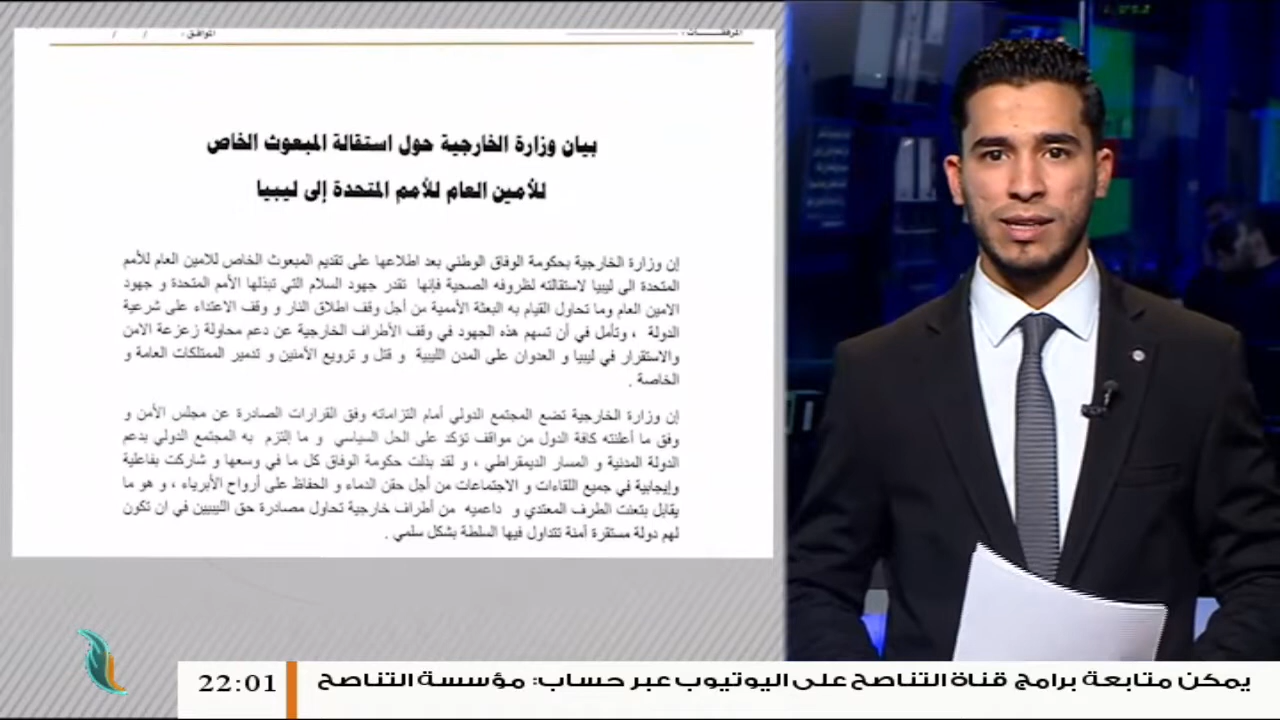 المرفقـــــات :
الموافق : / /
بيان وزارة الخارجية حول استقالة المبعوث الخاص
للأمين العام للأمم المتحدة إلى ليبيا
إن وزارة الخارجية بحكومة الوفاق الوطني بعد اطلاعها على تقديم المبعوث الخاص للامين العام للأمم
المتحدة الى ليبيا لاستقالته لظروفه الصحية فإنها تقدر جهود السلام التي تبذلها الأمم المتحدة و جهود
الامين العام وما تحاول القيام به البعثة الأممية من أجل وقف اطلاق النار و وقف الاعتداء على شرعية
الدولة ، وتأمل في أن تسهم هذه الجهود في وقف الأطراف الخارجية عن دعم محاولة زعزعة الامن
والاستقرار في ليبيا و العدوان على المدن الليبية و قتل و ترويع الأمنين و تدمير الممتلكات العامة و
الخاصة .
إن وزارة الخارجية تضع المجتمع الدولي أمام التزاماته وفق القرارات الصادرة عن مجلس الأمن و
وفق ما أعلنته كافة الدول من مواقف تؤكد على الحل السياسي و ما إلتزم به المجتمع الدولي بدعم
الدولة المدنية و المسار الديمقراطي ، و لقد بذلت حكومة الوفاق كل ما في وسعها و شاركت بفاعلية
وإيجابية في جميع اللقاءات و الاجتماعات من أجل حقن الدماء و الحفاظ على أرواح الأبرياء ، و هو ما
يقابل بتعنت الطرف المعتدي و داعميه من أطراف خارجية تحاول مصادرة حق الليبيين في ان تكون
لهم دولة مستقرة أمنة تتداول فيها السلطة بشكل سلمي .
يمكن متابعة برامج قناة التناصح على اليوتيوب عبر حساب: مؤسسة التناصح
22:01